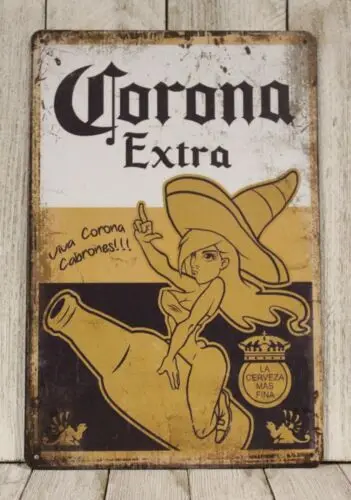 Corona
Extra
Viva Corona
Cabrones!!!
LA
CERVEZA
MAS
FINA